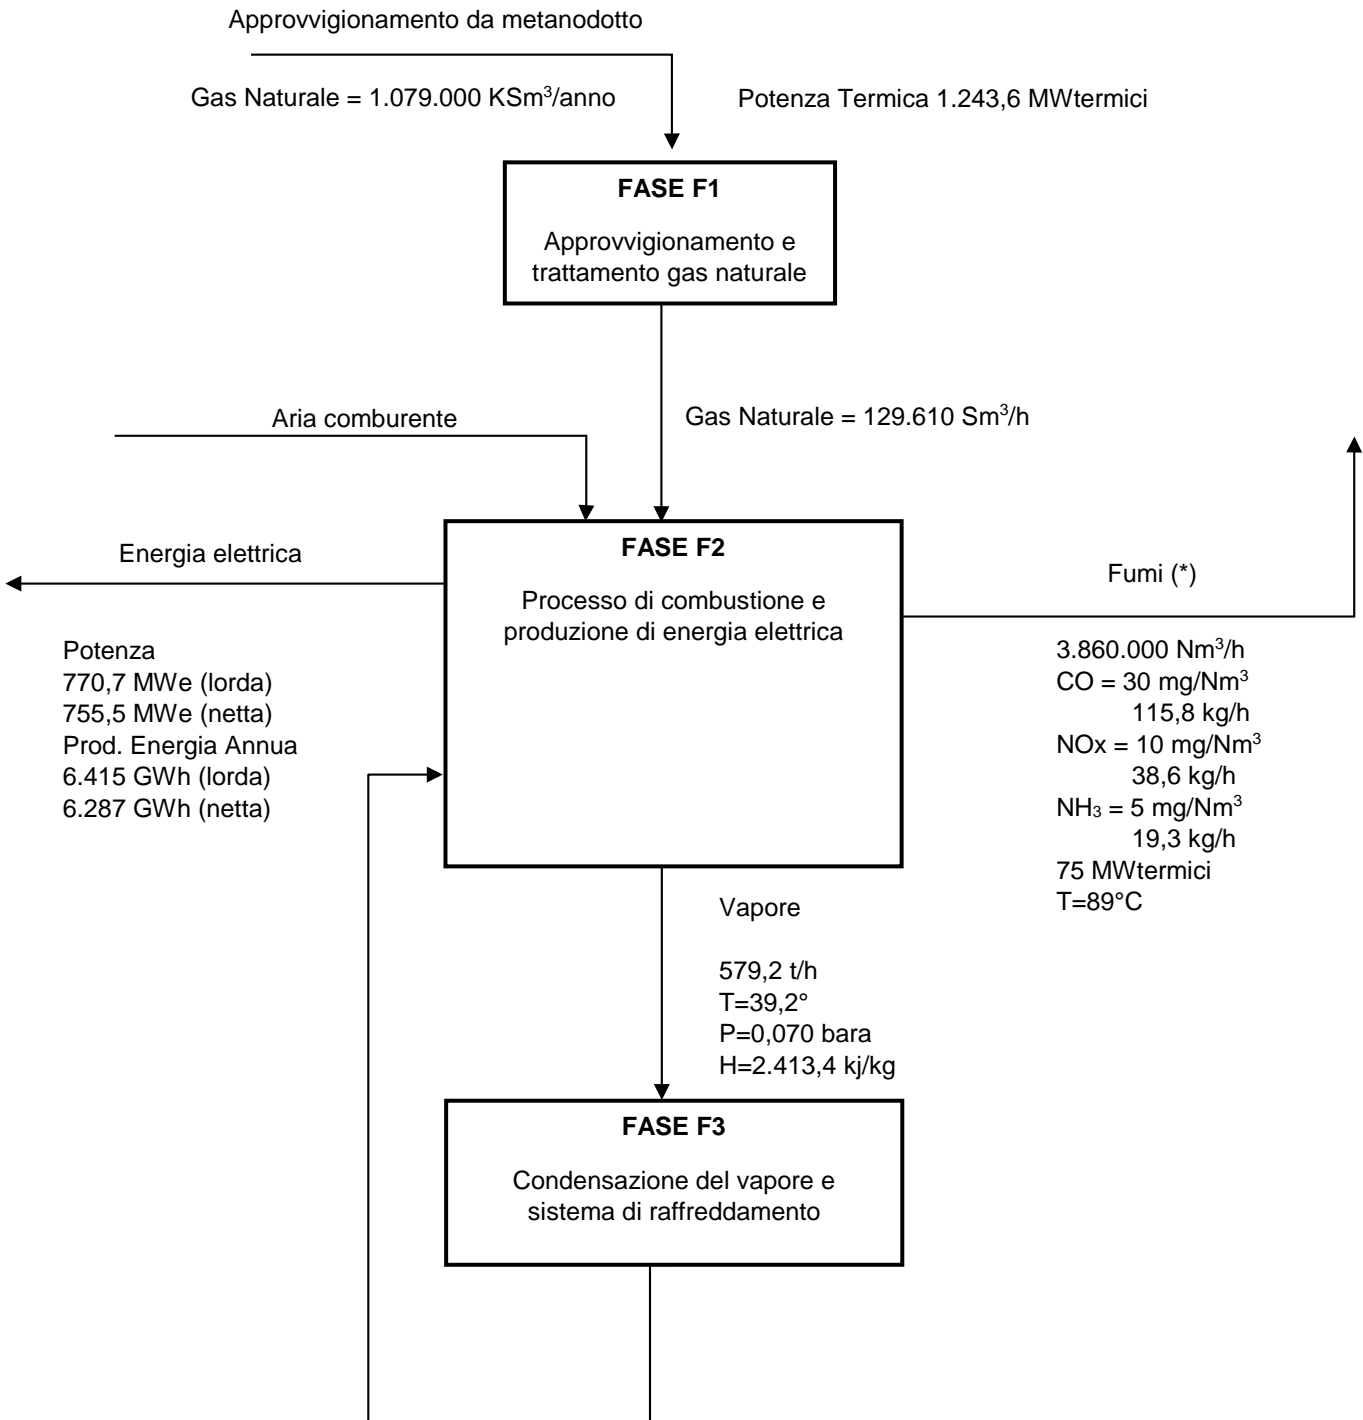 Approvvigionamento da metanodotto
Gas Naturale = 1.079.000 KSm³/anno
Potenza Termica 1.243,6 MWtermici
FASE F1
Approvvigionamento e
trattamento gas naturale
Aria comburente
Gas Naturale = 129.610 Sm³/h
FASE F2
Processo di combustione e
produzione di energia elettrica
Energia elettrica
Potenza
770,7 MWe (lorda)
755,5 MWe (netta)
Prod. Energia Annua
6.415 GWh (lorda)
6.287 GWh (netta)
Fumi (*)
3.860.000 Nm³/h
CO = 30 mg/Nm³
115,8 kg/h
NOx = 10 mg/Nm³
38,6 kg/h
NH₃ = 5 mg/Nm³
19,3 kg/h
75 MWtermici
T=89°C
Vapore
579,2 t/h
T=39,2°
P=0,070 bara
H=2.413,4 kj/kg
FASE F3
Condensazione del vapore e
sistema di raffreddamento